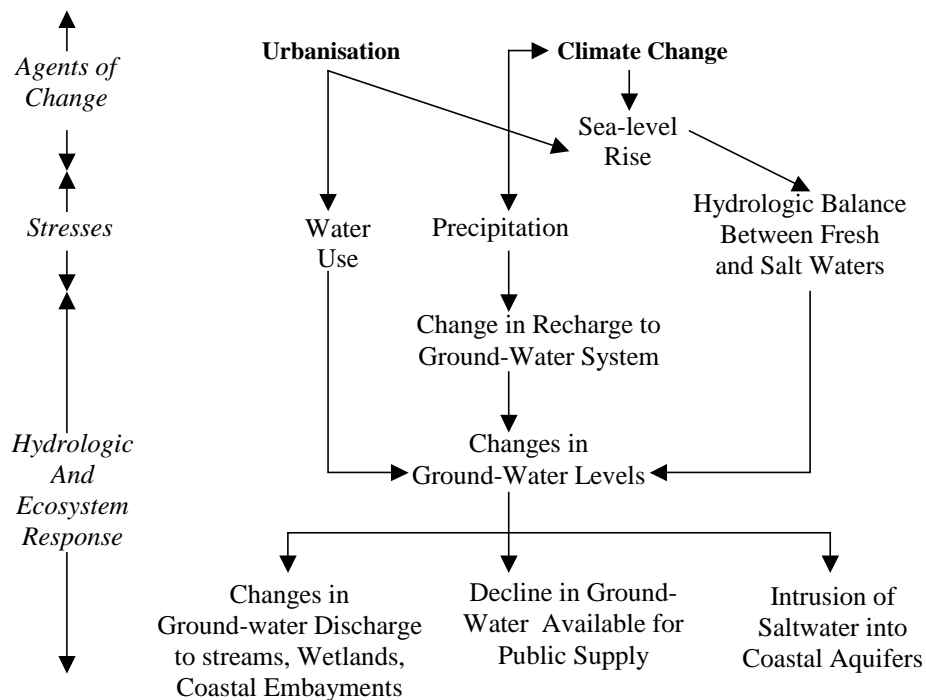 Agents of
Change
Stresses
Hydrologic
And
Ecosystem
Response
Urbanisation
Climate Change
Sea-level
Rise
Water
Use
Precipitation
Hydrologic Balance
Between Fresh
and Salt Waters
Change in Recharge to
Ground-Water System
Changes in
Ground-Water Levels
Changes in
Ground-water Discharge
to streams, Wetlands,
Coastal Embayments
Decline in Ground-
Water Available for
Public Supply
Intrusion of
Saltwater into
Coastal Aquifers